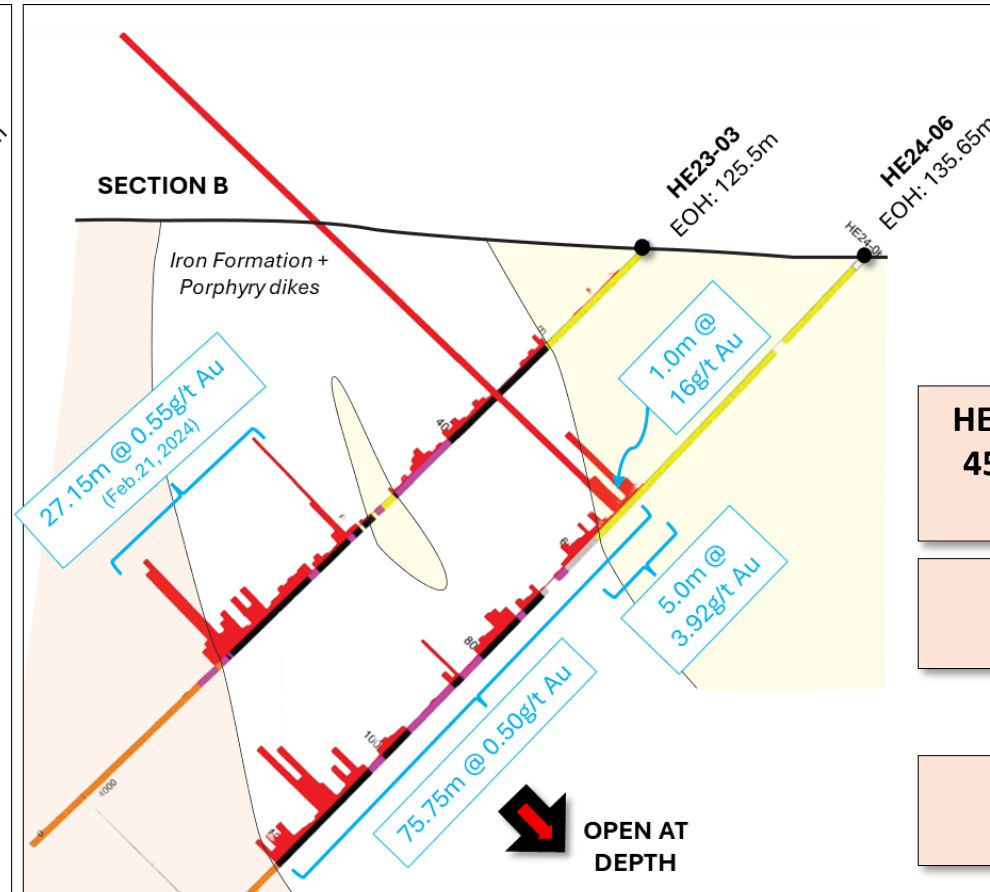 SECTION B
HE23-03
EOH: 125.5m
HE24-06
EOH: 135.65m
Iron Formation +
Porphyry dikes
1.0m @
16g/t Au
27.15m @ 0.55g/t Au
(Feb.21, 2024)
40
5.0m @
3.92g/t Au
80
100
75.75m @ 0.50g/t Au
4000
0
OPEN AT
DEPTH
HE
45